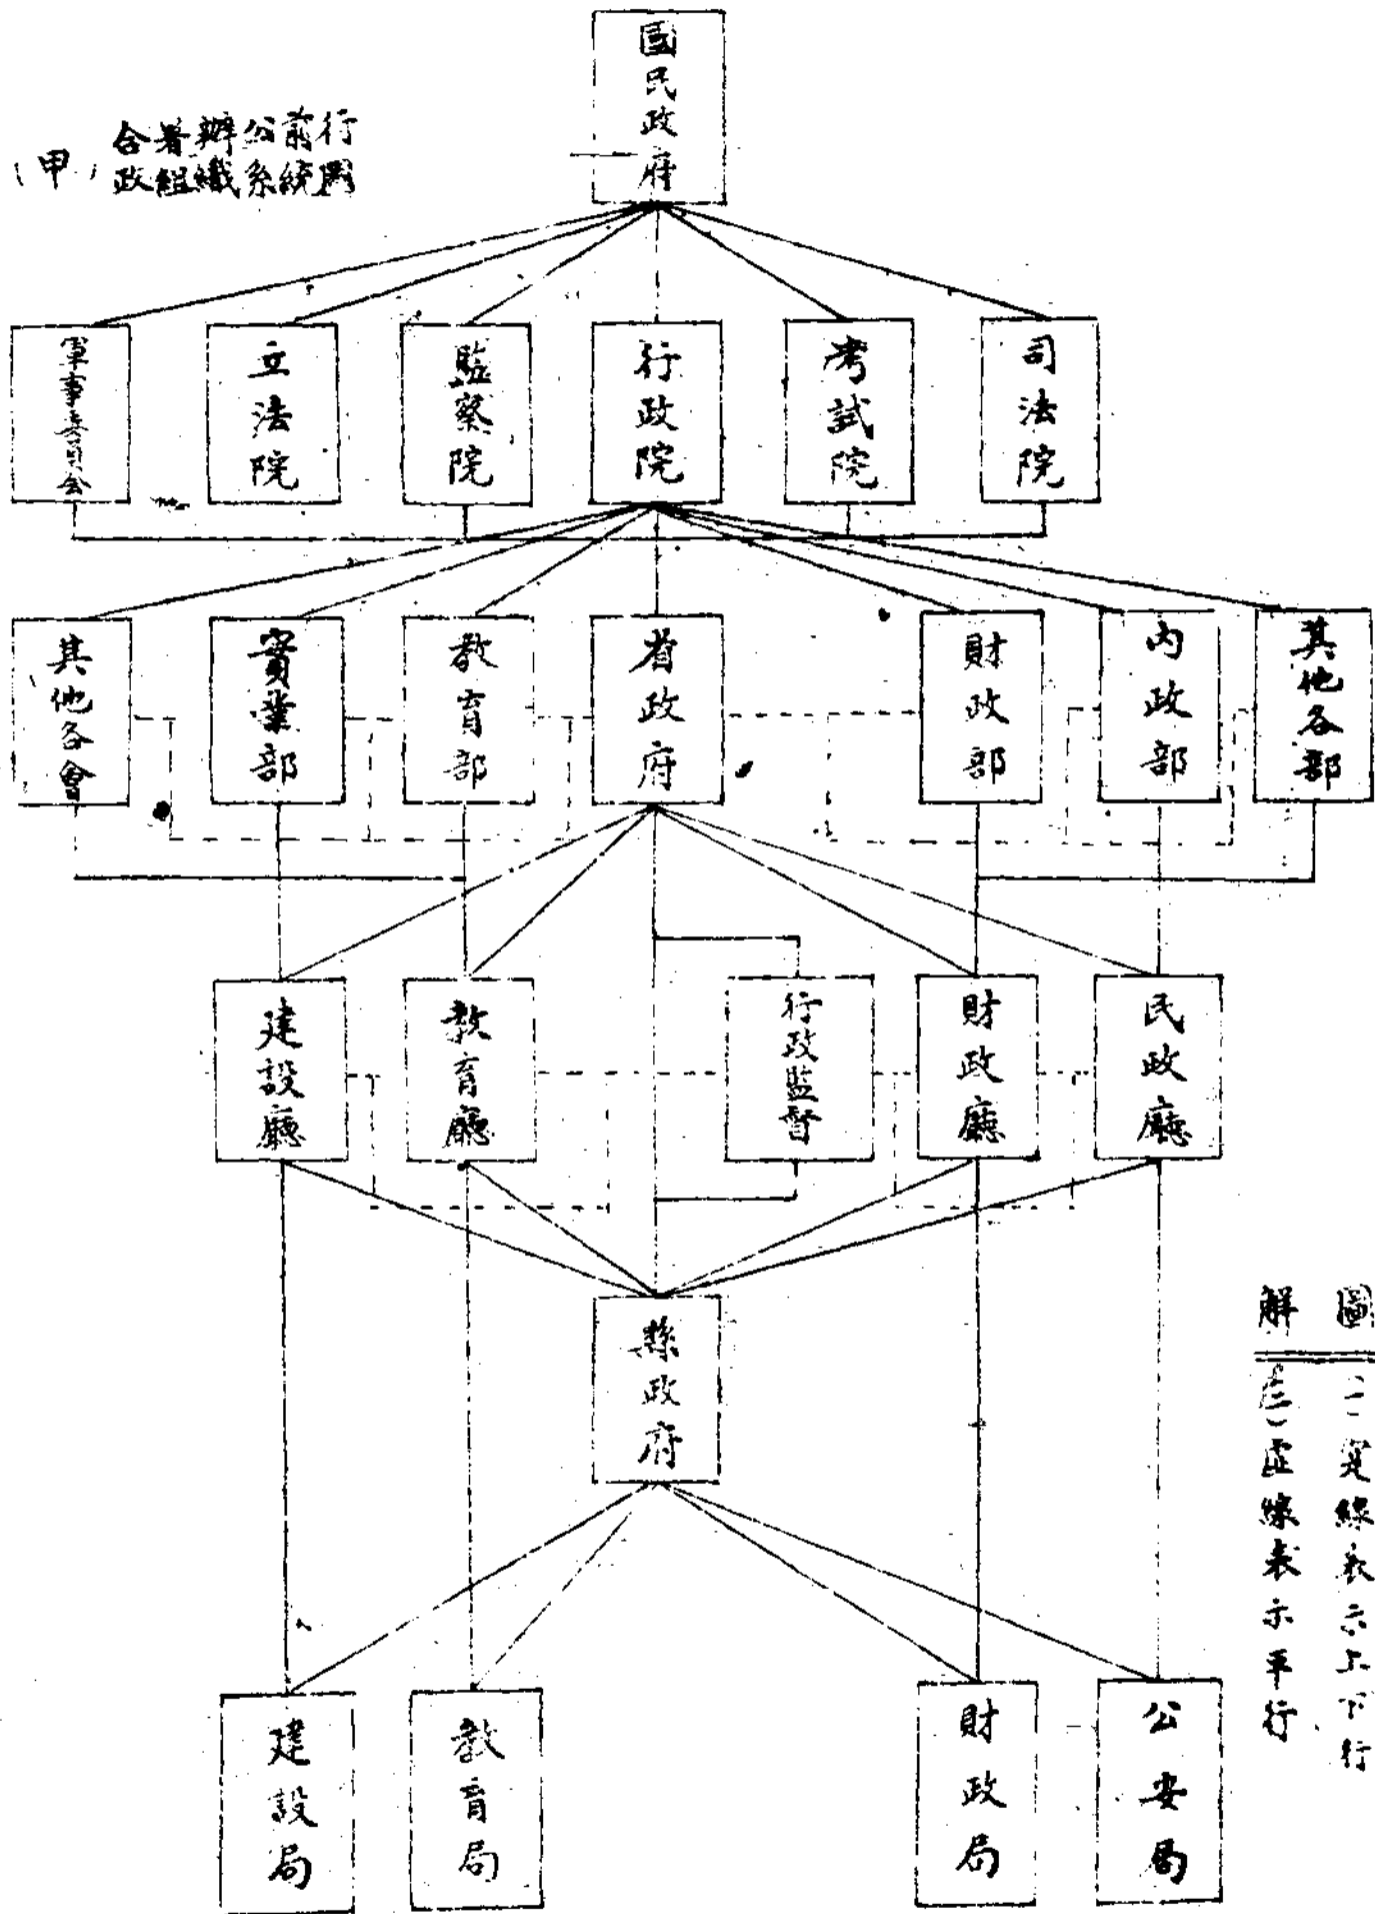 國民政府
(甲)
合署辦公前行
政組織系統圖
軍事委員会
立法院
監察院
行政院
考試院
司法院
其他各會
實業部
教育部
省政府
財政部
內政部
其他各部
建設廳
教育廳
行政監督
財政廳
民政廳
縣政府
建設局
教育局
財政局
公安局
圖解
(一)實線表示上下行
(二)虛線表示平行